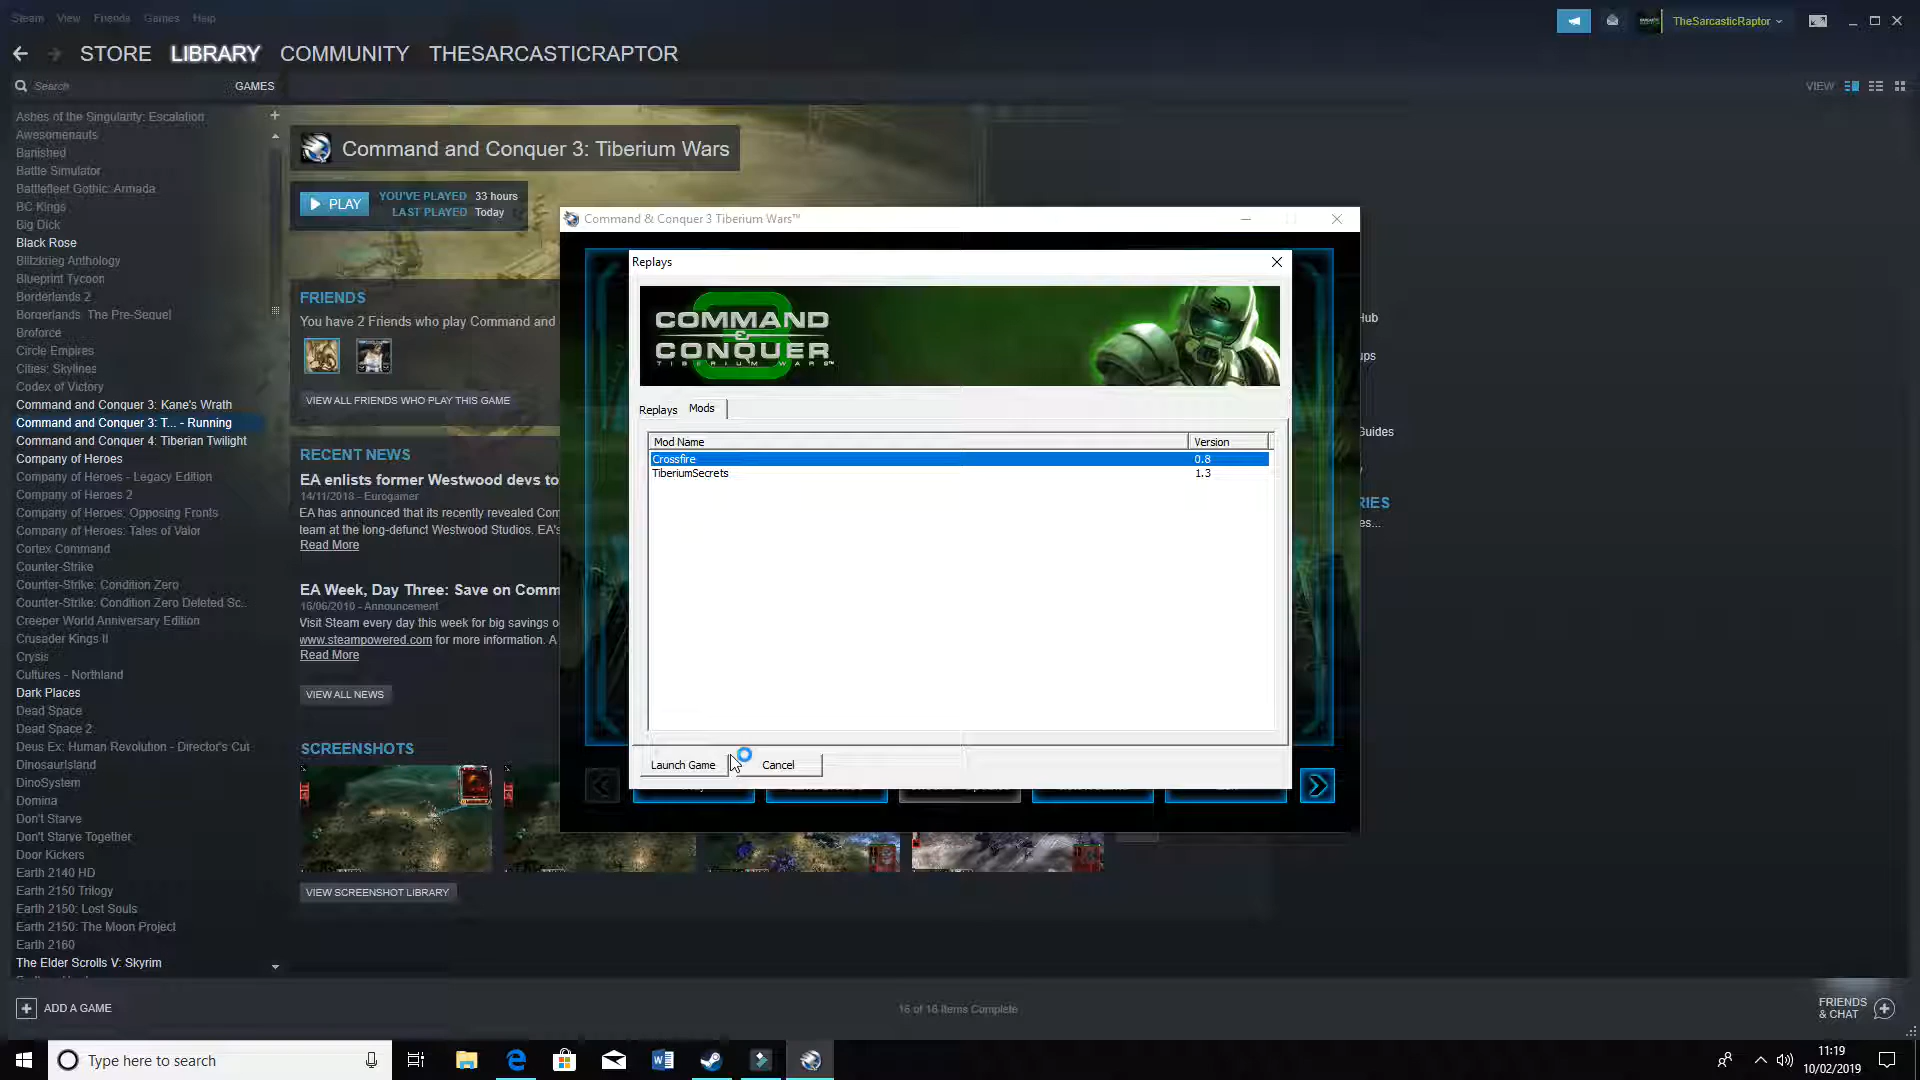 Steam View Friends Games Help
TheSarcasticRaptor
STORE LIBRARY COMMUNITY THESARCASTICRAPTOR
Search GAMES
VIEW
Ashes of the Singularity: Escalation
Awesomenauts
Banished
Battle Simulator
Battlefleet Gothic: Armada
BC Kings
Big Dick
Black Rose
Blitzkrieg Anthology
Blueprint Tycoon
Borderlands 2
Borderlands: The Pre-Sequel
Broforce
Circle Empires
Cities: Skylines
Codex of Victory
Command and Conquer 3: Kane's Wrath
Command and Conquer 3: T... - Running
Command and Conquer 4: Tiberian Twilight
Company of Heroes
Company of Heroes - Legacy Edition
Company of Heroes 2
Company of Heroes: Opposing Fronts
Company of Heroes: Tales of Valor
Cortex Command
Counter-Strike
Counter-Strike: Condition Zero
Counter-Strike: Condition Zero Deleted Sc...
Creeper World Anniversary Edition
Crusader Kings II
Crysis
Cultures - Northland
Dark Places
Dead Space
Dead Space 2
Deus Ex: Human Revolution - Director's Cut
DinosaurIsland
DinoSystem
Domina
Don't Starve
Don't Starve Together
Door Kickers
Earth 2140 HD
Earth 2150 Trilogy
Earth 2150: Lost Souls
Earth 2150: The Moon Project
Earth 2160
The Elder Scrolls V: Skyrim
Command and Conquer 3: Tiberium Wars
PLAY
YOU'VE PLAYED 33 hours
LAST PLAYED Today
FRIENDS
You have 2 Friends who play Command and
VIEW ALL FRIENDS WHO PLAY THIS GAME
RECENT NEWS
EA enlists former Westwood devs to
14/11/2018 - Eurogamer
EA has announced that its recently revealed Com
team at the long-defunct Westwood Studios. EA's
Read More
EA Week, Day Three: Save on Comm
16/06/2010 - Announcement
Visit Steam every day this week for big savings o
www.steampowered.com for more information. A
Read More
VIEW ALL NEWS
SCREENSHOTS
VIEW SCREENSHOT LIBRARY
Command & Conquer 3 Tiberium Wars™
Replays
COMMAND
&
CONQUER
TIBERIUM WARS™
3
Replays Mods
Mod Name Version
Crossfire 0.8
TiberiumSecrets 1.3
Launch Game Cancel
Hub
ups
Guides
RIES
es...
ADD A GAME
16 of 16 Items Complete
FRIENDS
& CHAT
Type here to search
11:19
10/02/2019